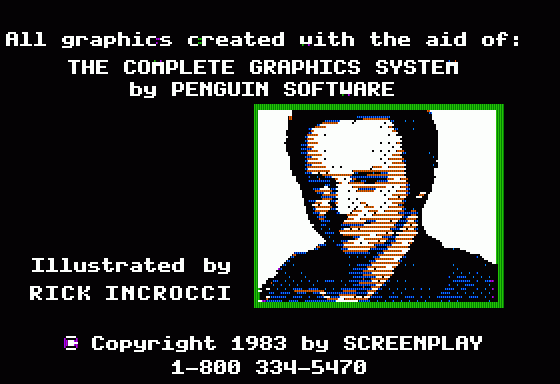 All graphics created with the aid of:
THE COMPLETE GRAPHICS SYSTEM
by PENGUIN SOFTWARE
Illustrated by
RICK INCROCCI
© Copyright 1983 by SCREENPLAY
1-800 334-5470